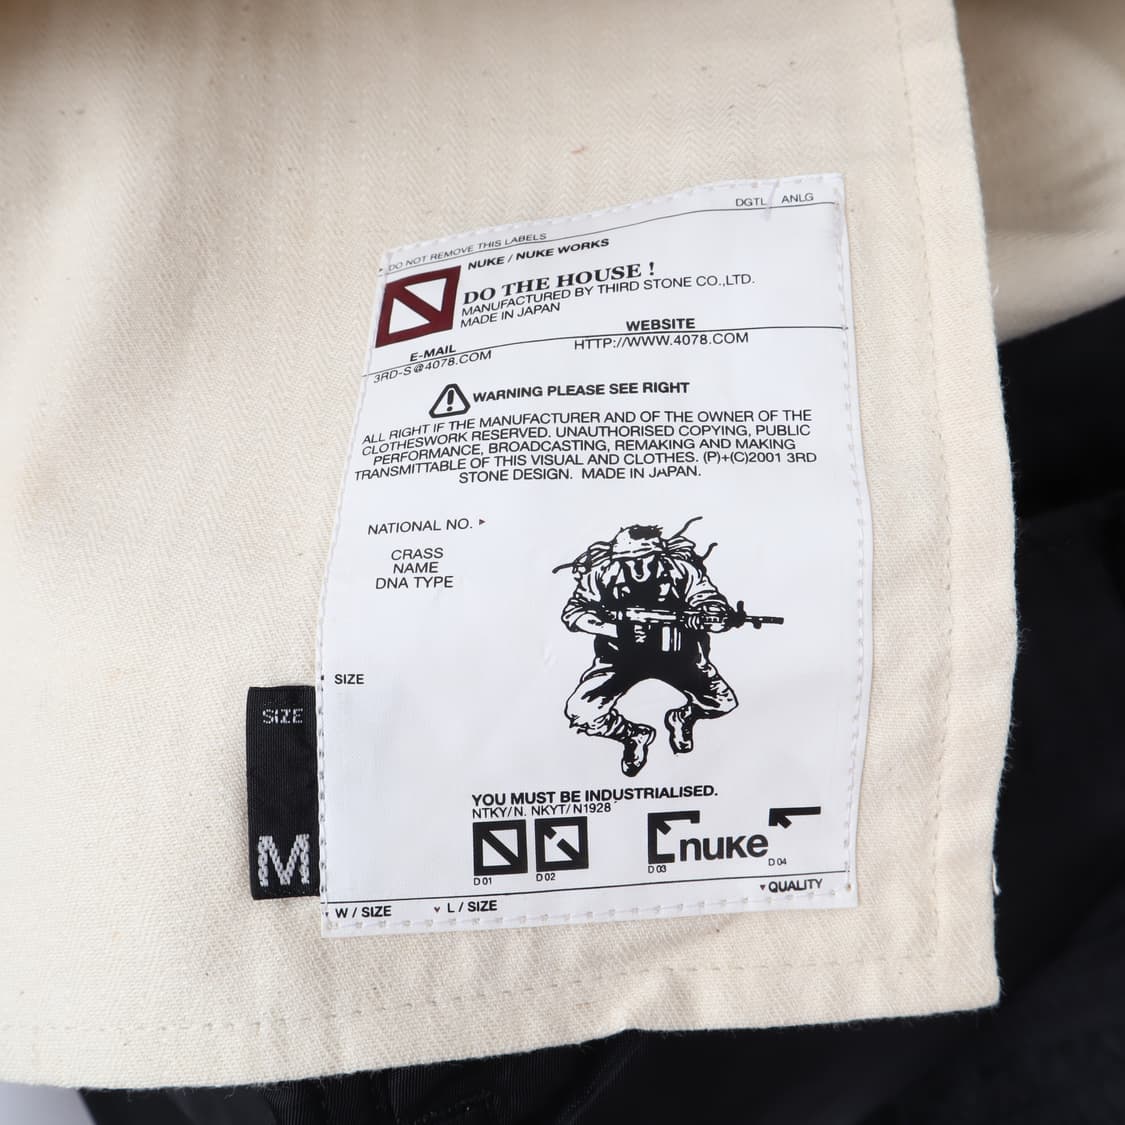 DGTL ANLG
DO NOT REMOVE THIS LABELS
NUKE / NUKE WORKS
DO THE HOUSE !
MANUFACTURED BY THIRD STONE CO.,LTD.
MADE IN JAPAN
E-MAIL
3RD-S@4078.COM
WEBSITE
HTTP://WWW.4078.COM
WARNING PLEASE SEE RIGHT
ALL RIGHT IF THE MANUFACTURER AND OF THE OWNER OF THE
CLOTHESWORK RESERVED. UNAUTHORISED COPYING, PUBLIC
PERFORMANCE, BROADCASTING, REMAKING AND MAKING
TRANSMITTABLE OF THIS VISUAL AND CLOTHES. (P)+(C)2001 3RD
STONE DESIGN. MADE IN JAPAN.
NATIONAL NO.
CRASS
NAME
DNA TYPE
SIZE
SIZE
M
YOU MUST BE INDUSTRIALISED.
NTKY/N. NKYT/N1928
nuke
D 01 D 02 D 03 D 04
QUALITY
W / SIZE L / SIZE